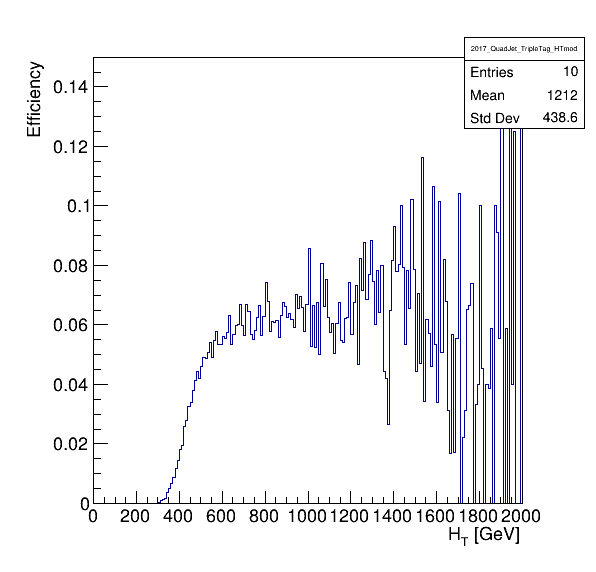 2017_QuadJet_TripleTag_HTmod
Entries 10
Mean 1212
Std Dev 438.6
Efficiency
0.14
0.12
0.1
0.08
0.06
0.04
0.02
0
0 200 400 600 800 1000 1200 1400 1600 1800 2000
H_T [GeV]